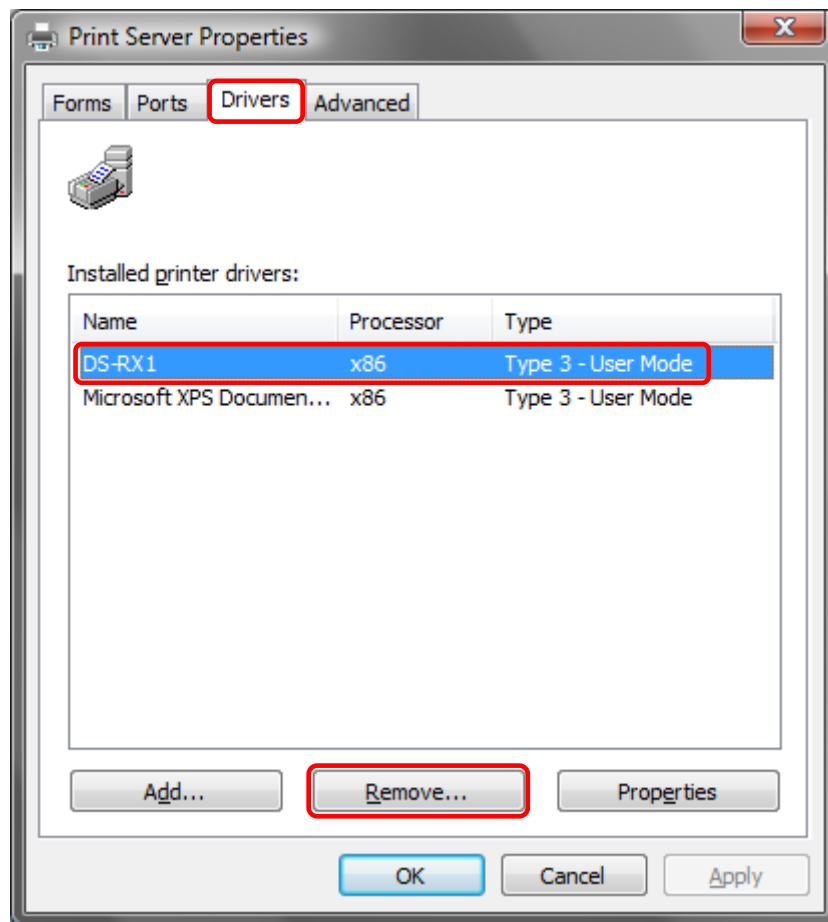 Print Server Properties
Forms Ports Drivers Advanced
Installed printer drivers:
Name Processor Type
DS-RX1 x86 Type 3 - User Mode
Microsoft XPS Documen... x86 Type 3 - User Mode
Add... Remove... Properties
OK Cancel Apply